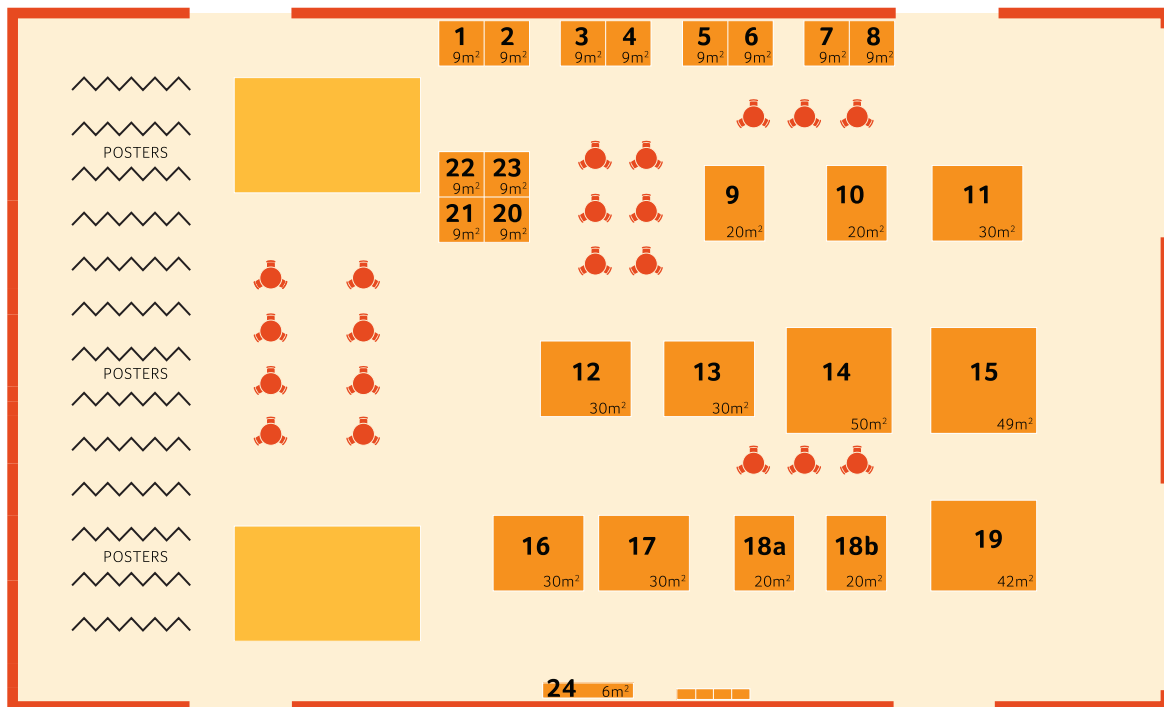 1 2 3 4 5 6 7 8
9m² 9m² 9m² 9m² 9m² 9m² 9m² 9m²
POSTERS
22 23
9m² 9m²
21 20
9m² 9m²
9 10 11
20m² 20m² 30m²
POSTERS
12 13 14 15
30m² 30m² 50m² 49m²
POSTERS
16 17 18a 18b 19
30m² 30m² 20m² 20m² 42m²
24 6m²